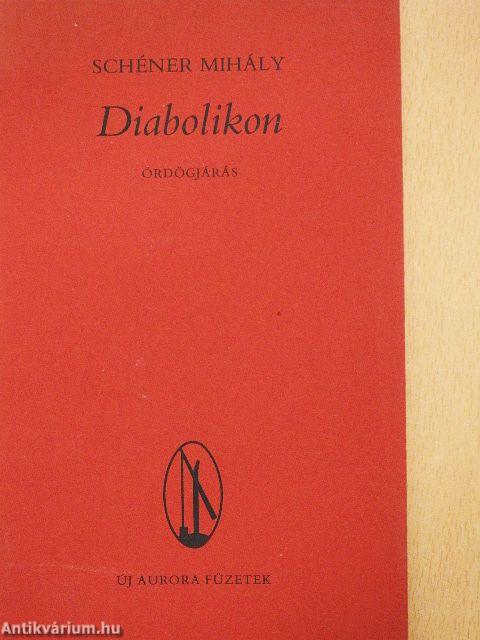 SCHÉNER MIHÁLY
Diabolikon
ÖRDÖGJÁRÁS
ÚJ AURORA FÜZETEK
Antikvárium.hu